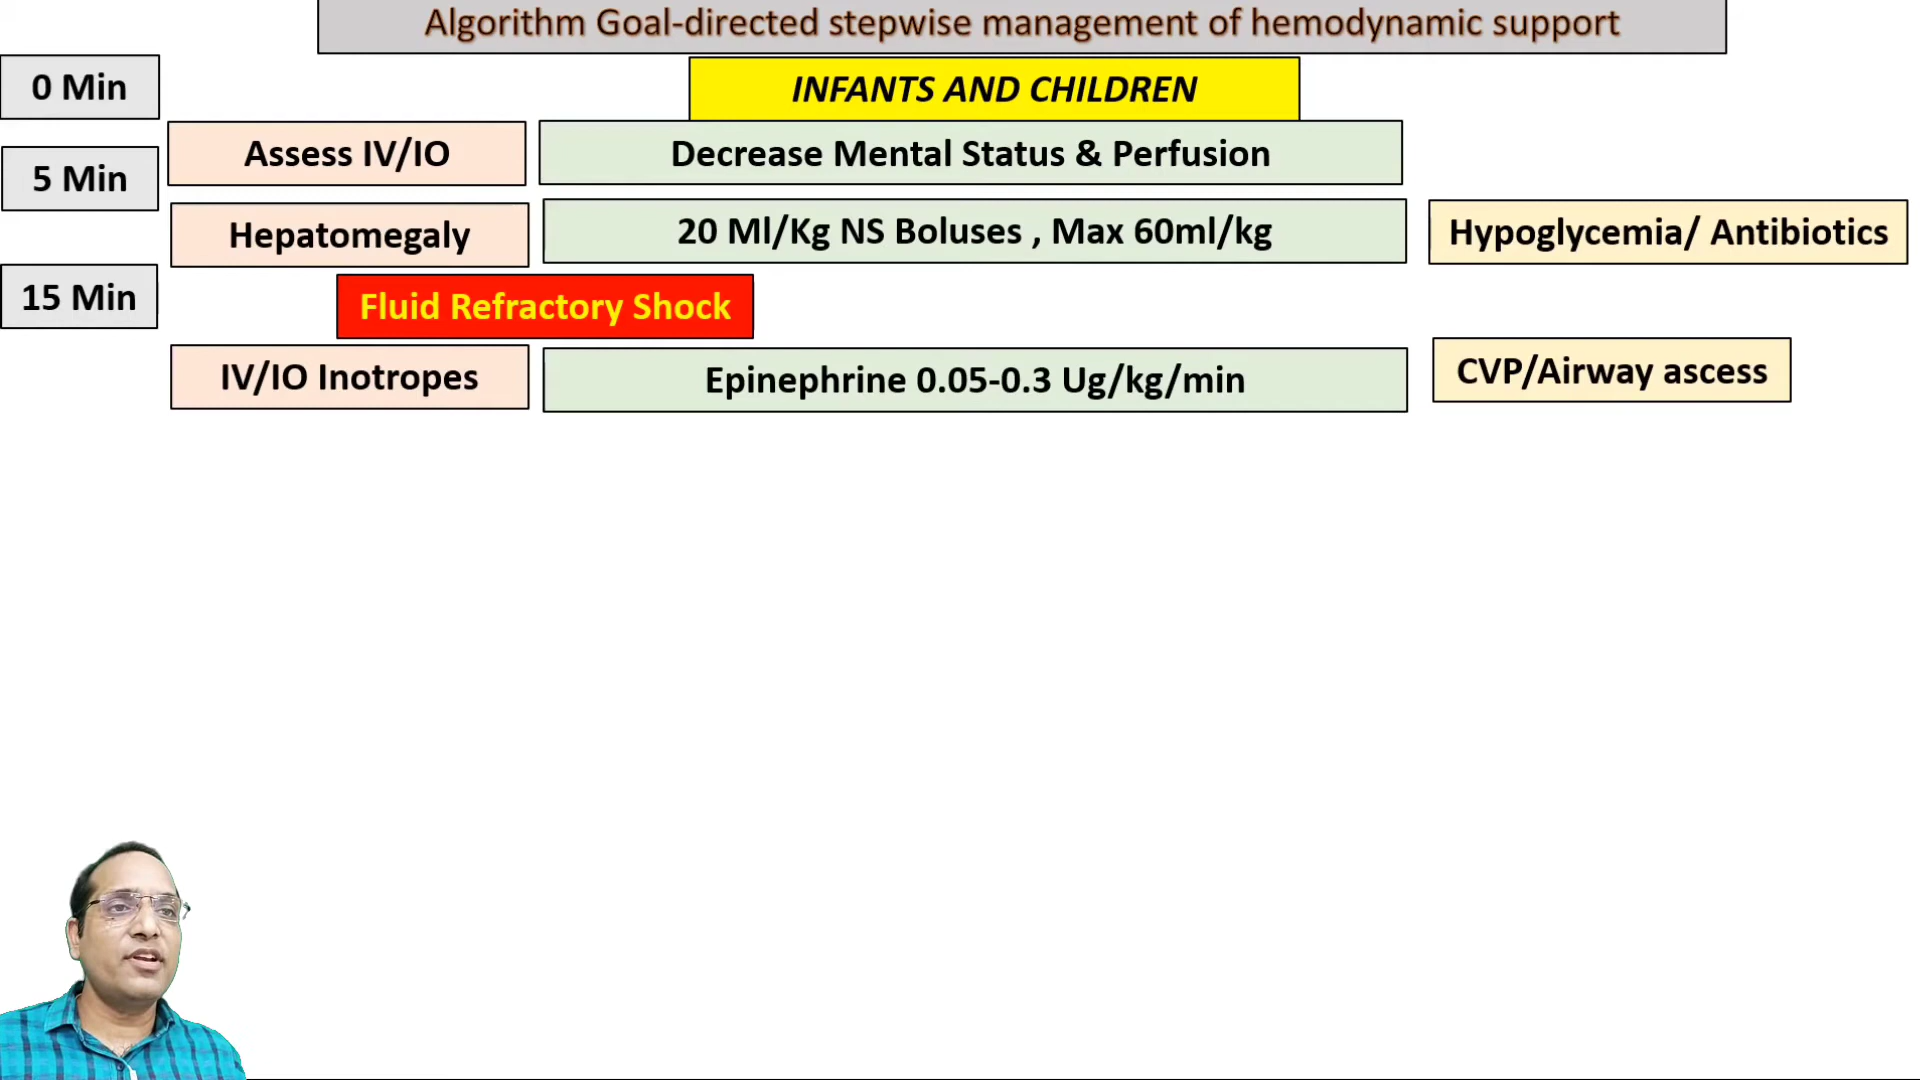 Algorithm Goal-directed stepwise management of hemodynamic support
0 Min
INFANTS AND CHILDREN
Assess IV/IO
Decrease Mental Status & Perfusion
5 Min
Hepatomegaly
20 Ml/Kg NS Boluses , Max 60ml/kg
Hypoglycemia/ Antibiotics
15 Min
Fluid Refractory Shock
IV/IO Inotropes
Epinephrine 0.05-0.3 Ug/kg/min
CVP/Airway ascess